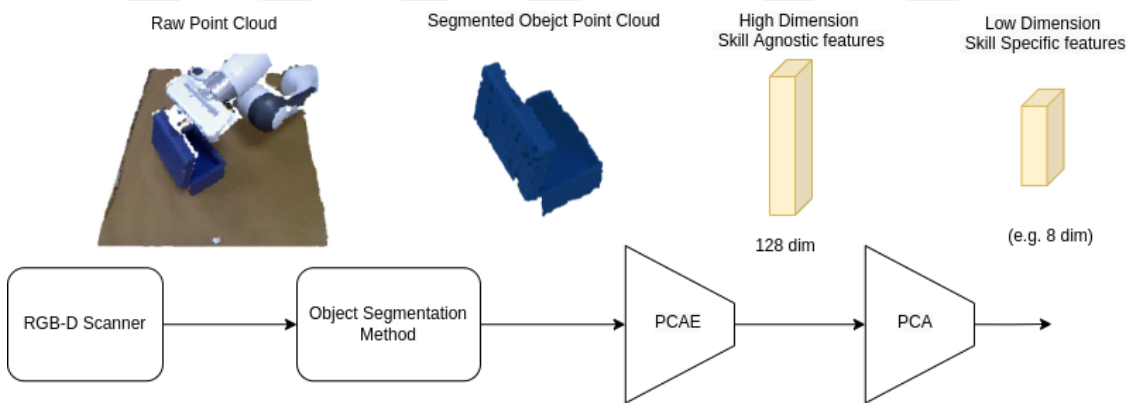 Raw Point Cloud
Segmented Obejct Point Cloud
High Dimension
Skill Agnostic features
Low Dimension
Skill Specific features
128 dim
(e.g. 8 dim)
RGB-D Scanner
Object Segmentation
Method
PCAE
PCA